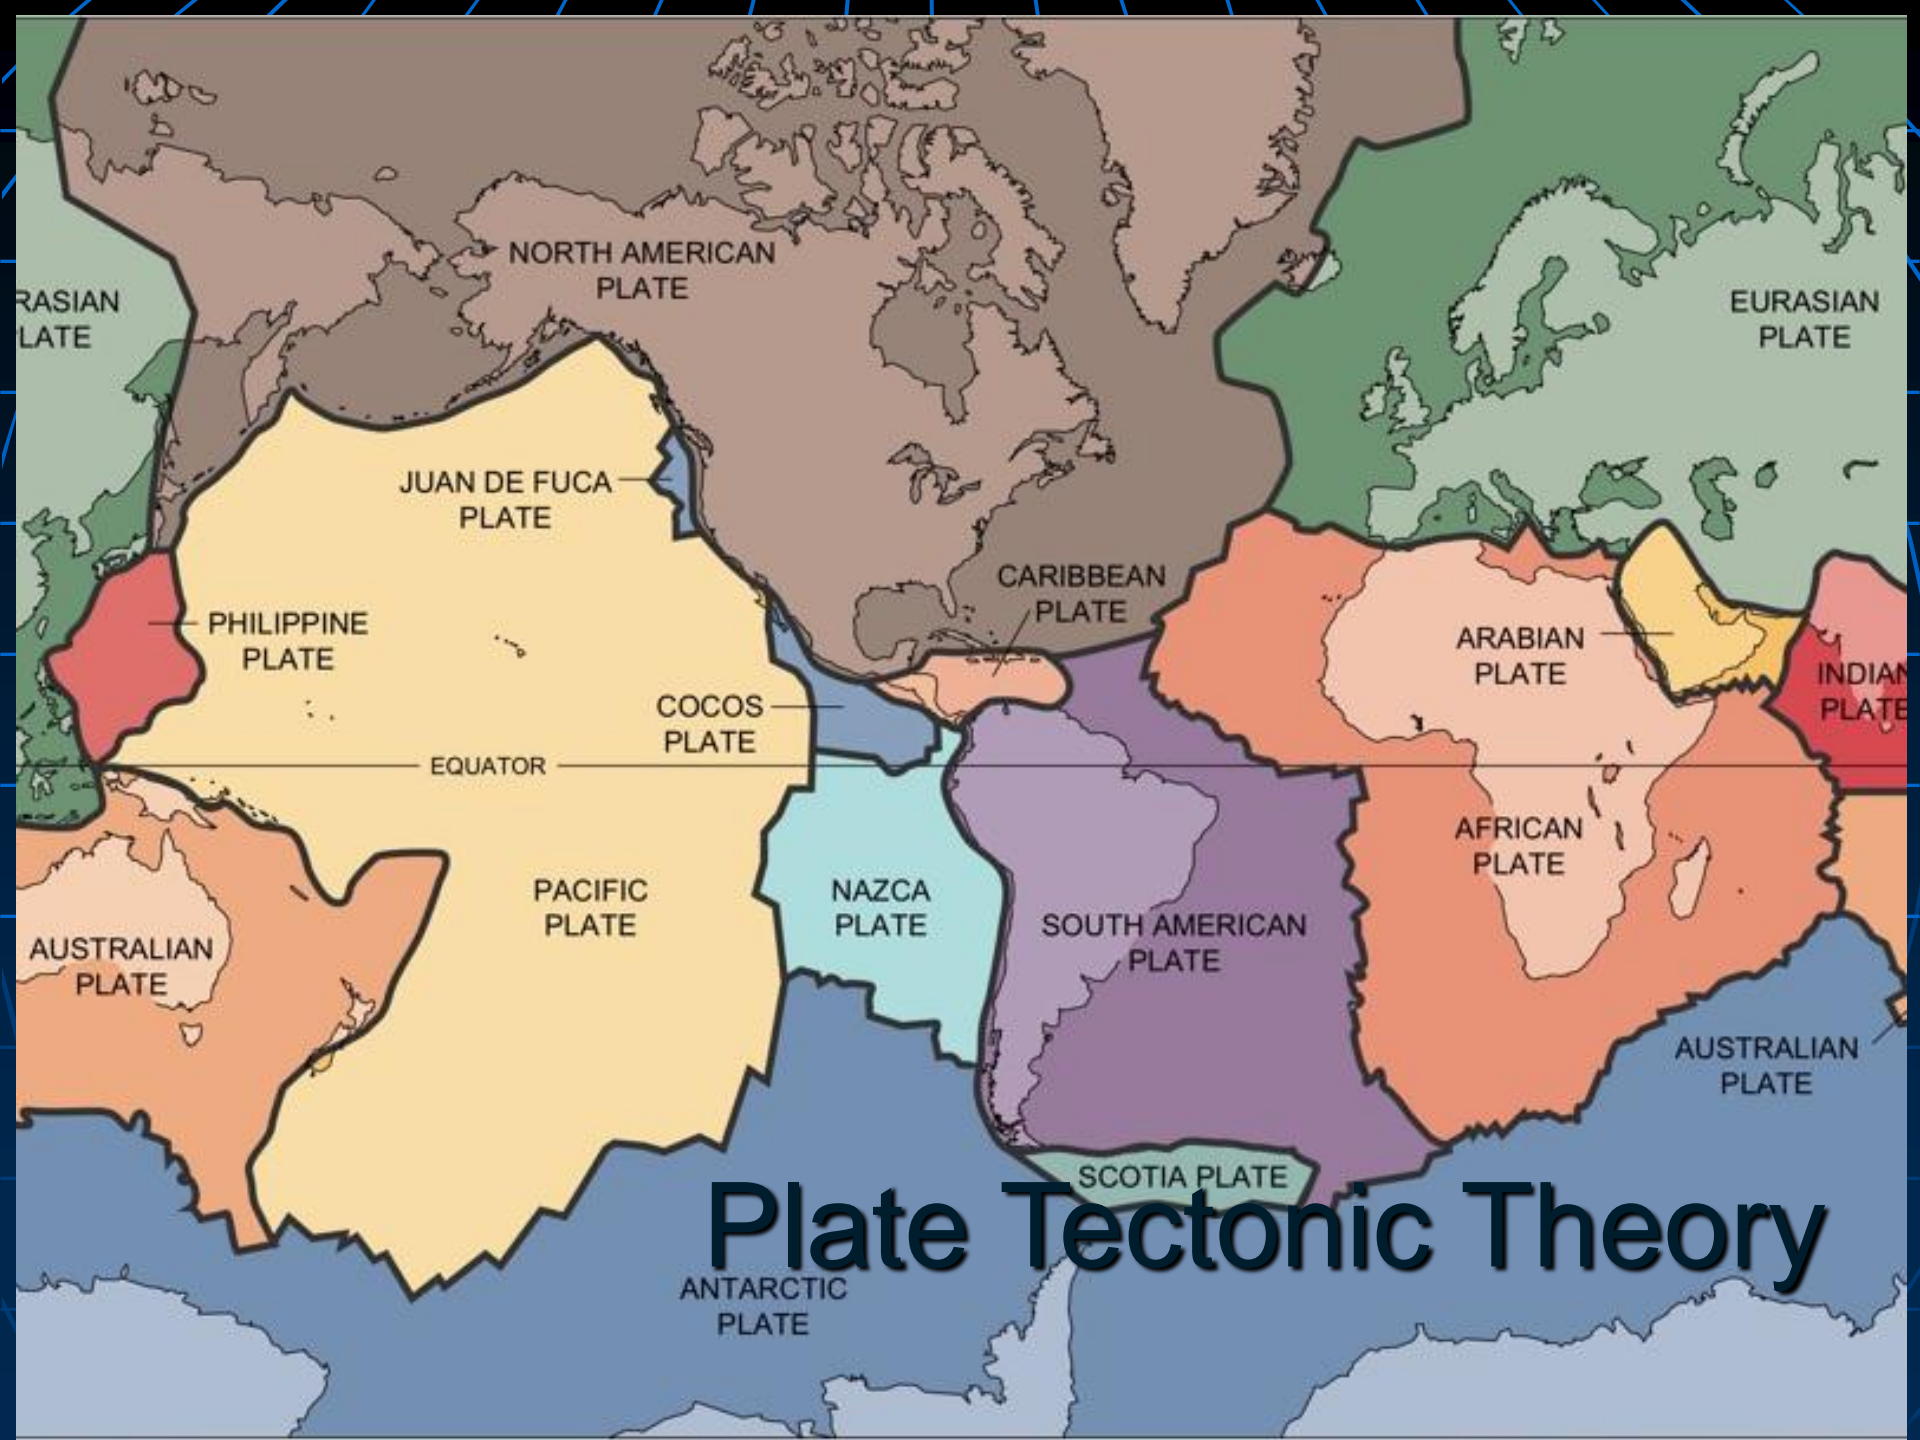 NORTH AMERICAN
PLATE
RASIAN
LATE
EURASIAN
PLATE
JUAN DE FUCA
PLATE
CARIBBEAN
PLATE
PHILIPPINE
PLATE
ARABIAN
PLATE
INDIAN
PLATE
COCOS
PLATE
EQUATOR
AFRICAN
PLATE
PACIFIC
PLATE
NAZCA
PLATE
SOUTH AMERICAN
PLATE
AUSTRALIAN
PLATE
AUSTRALIAN
PLATE
SCOTIA PLATE
Plate Tectonic Theory
ANTARCTIC
PLATE